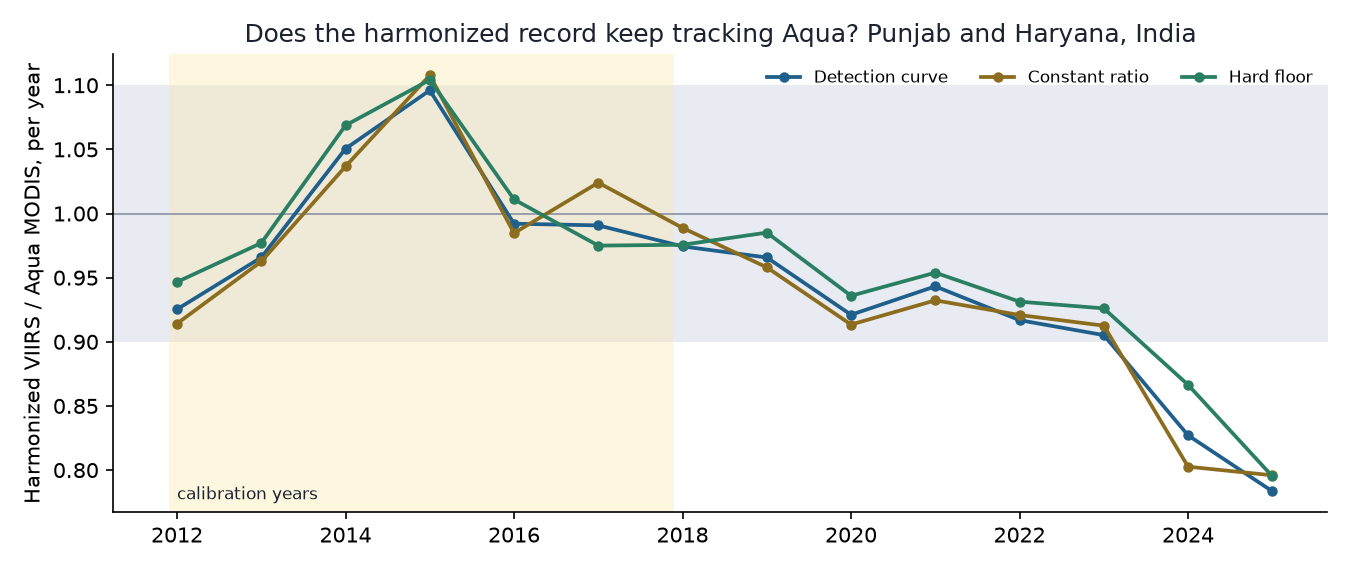 Does the harmonized record keep tracking Aqua? Punjab and Haryana, India
Detection curve
Constant ratio
Hard floor
Harmonized VIIRS / Aqua MODIS, per year
1.10
1.05
1.00
0.95
0.90
0.85
0.80
calibration years
2012
2014
2016
2018
2020
2022
2024